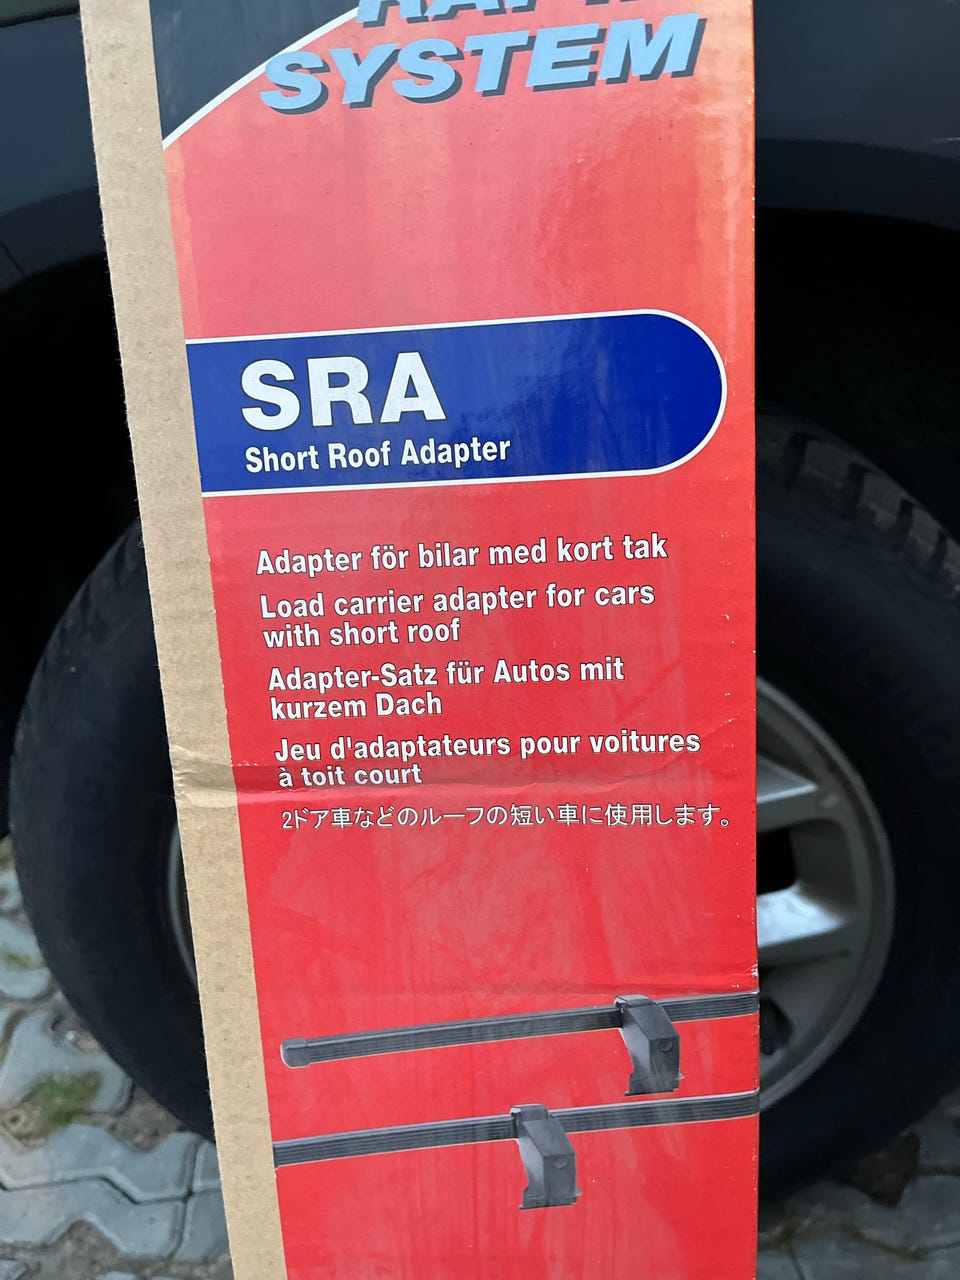 SYSTEM
SRA
Short Roof Adapter
Adapter för bilar med kort tak
Load carrier adapter for cars
with short roof
Adapter-Satz für Autos mit
kurzem Dach
Jeu d'adaptateurs pour voitures
à toit court
2ドア車などのルーフの短い車に使用します。